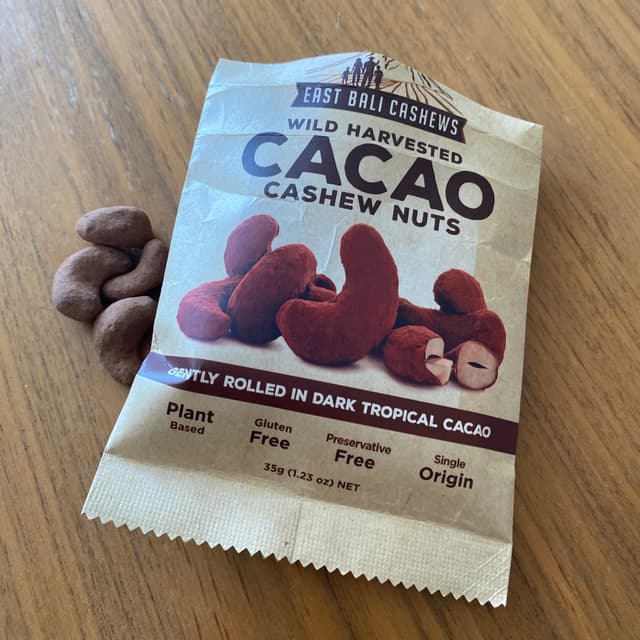 EAST BALI CASHEWS
WILD HARVESTED
CACAO
CASHEW NUTS
GENTLY ROLLED IN DARK TROPICAL CACAO
Plant
Based
Gluten
Free
Preservative
Free
Single
Origin
35g (1.23 oz) NET